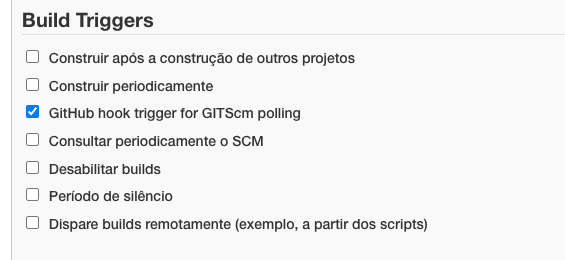 Build Triggers
Construir após a construção de outros projetos
Construir periodicamente
GitHub hook trigger for GITScm polling
Consultar periodicamente o SCM
Desabilitar builds
Período de silêncio
Dispare builds remotamente (exemplo, a partir dos scripts)